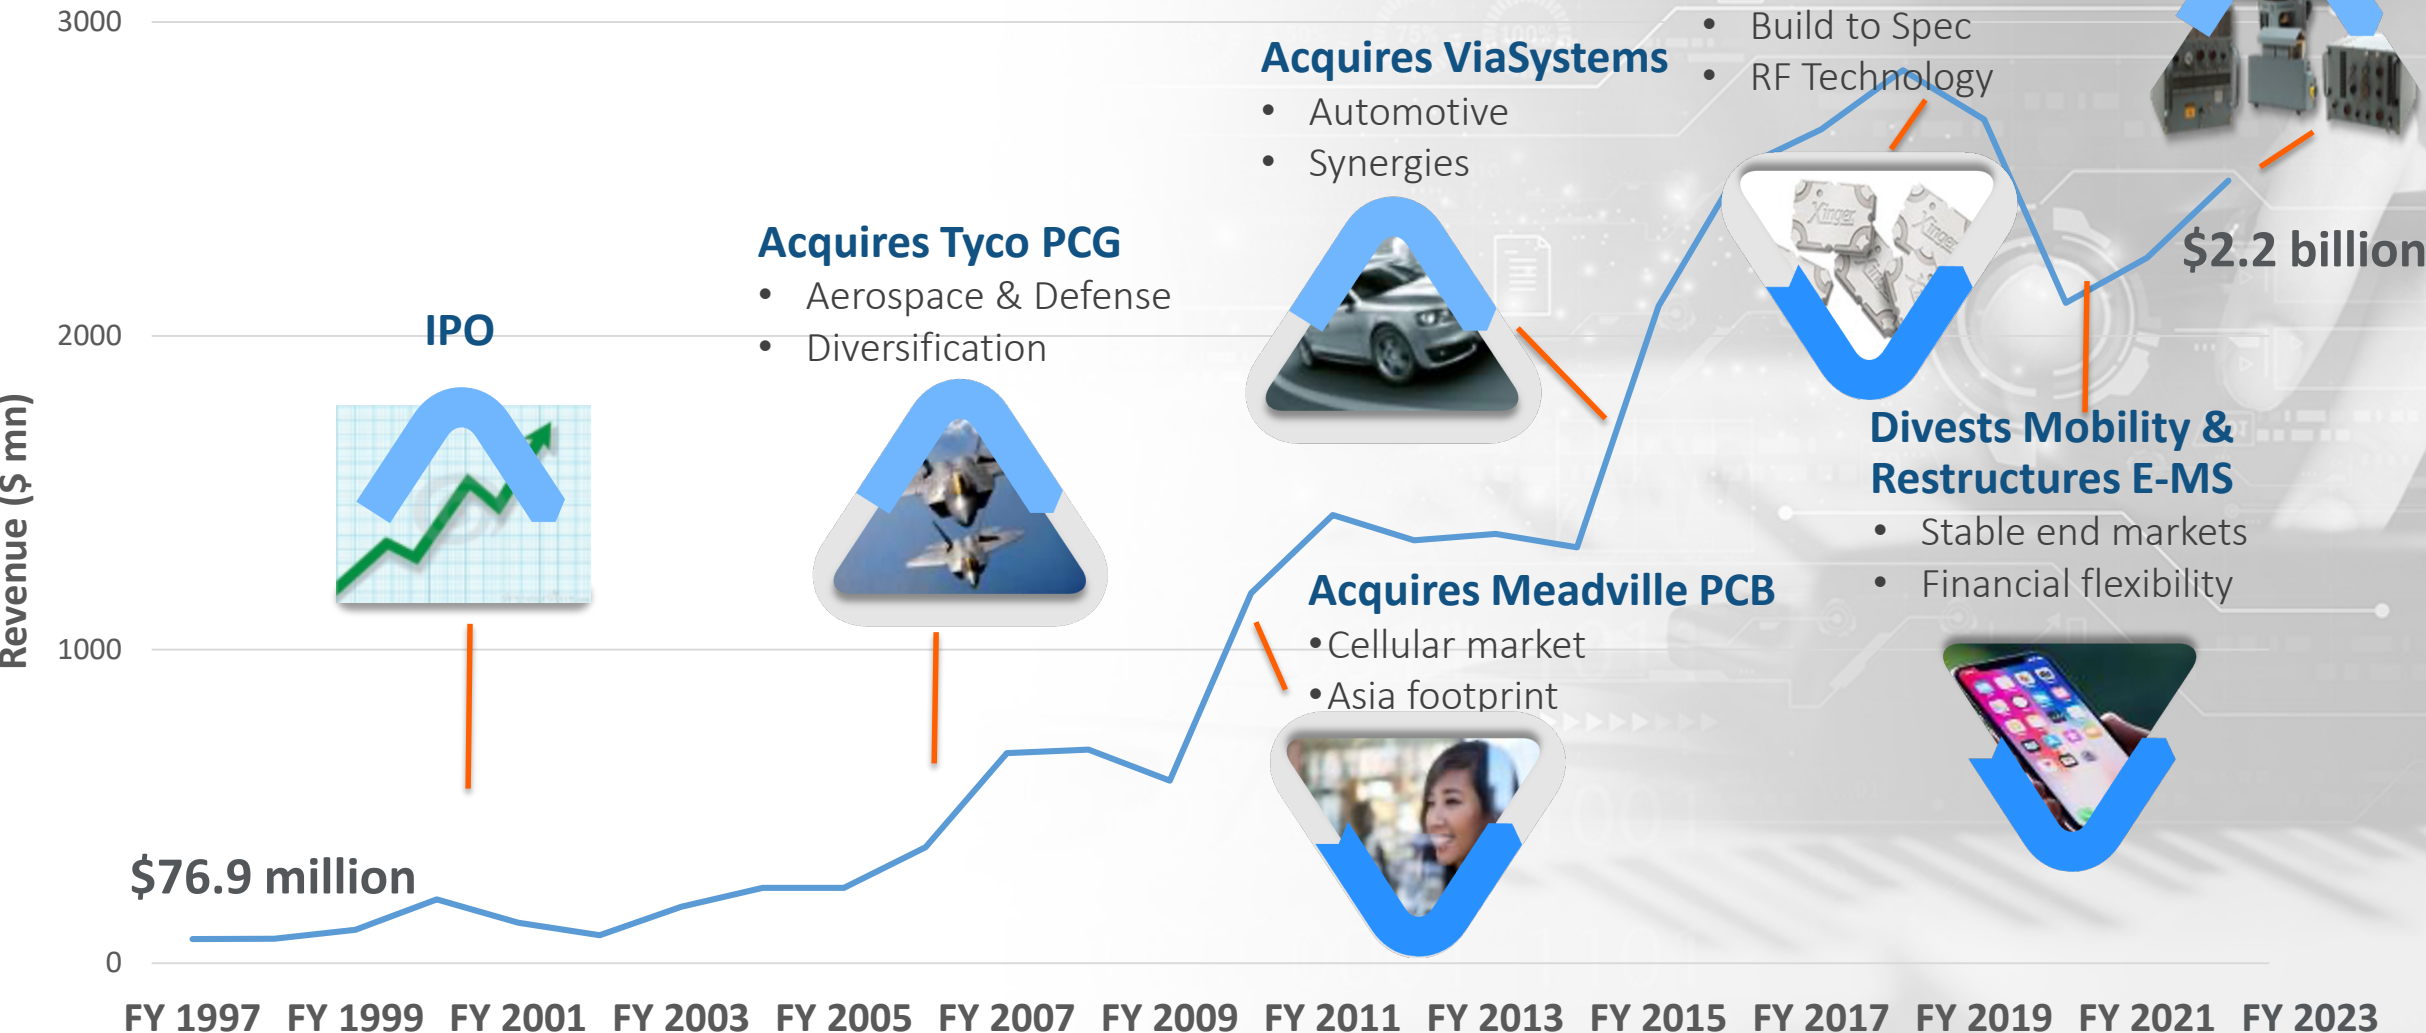 3000
2000
1000
0
Revenue ($ mn)
$76.9 million
IPO
Acquires Tyco PCG
• Aerospace & Defense
• Diversification
Acquires ViaSystems
• Automotive
• Synergies
Acquires Meadville PCB
•Cellular market
•Asia footprint
• Build to Spec
• RF Technology
Xinger
Xinger
Divests Mobility &
Restructures E-MS
• Stable end markets
• Financial flexibility
$2.2 billion
FY 1997 FY 1999 FY 2001 FY 2003 FY 2005 FY 2007 FY 2009 FY 2011 FY 2013 FY 2015 FY 2017 FY 2019 FY 2021 FY 2023